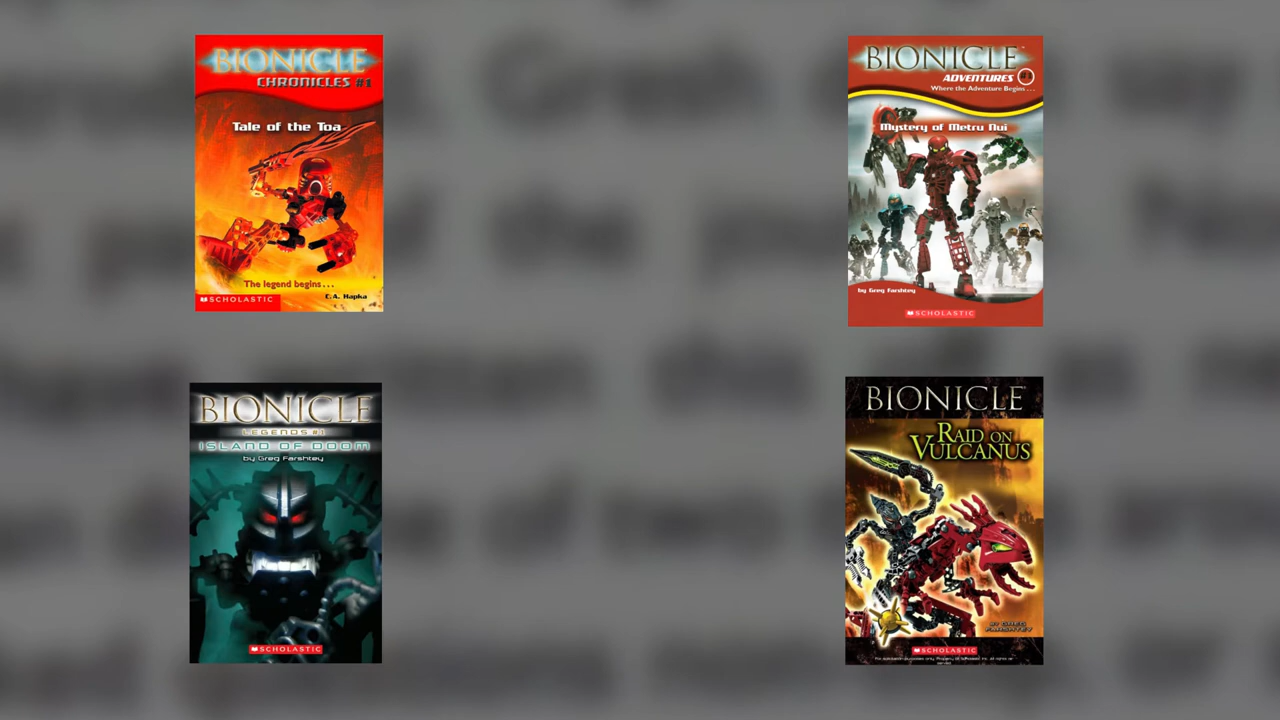 BIONICLE
CHRONICLES #1
Tale of the Toa
The legend begins...
C.A. Hapka
SCHOLASTIC
BIONICLE™
ADVENTURES #1
Where the Adventure Begins...
Mystery of Metru Nui
by Greg Farshtey
SCHOLASTIC
BIONICLE
LEGENDS #1
ISLAND OF DOOM
by Greg Farshtey
SCHOLASTIC
BIONICLE
RAID ON
VULCANUS
BY GREG
FARSHTEY
SCHOLASTIC